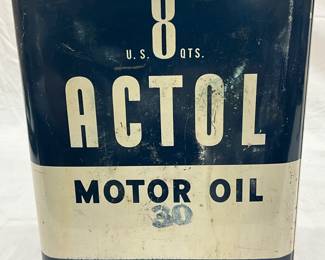 8
U.S. QTS.
ACTOL
MOTOR OIL
30